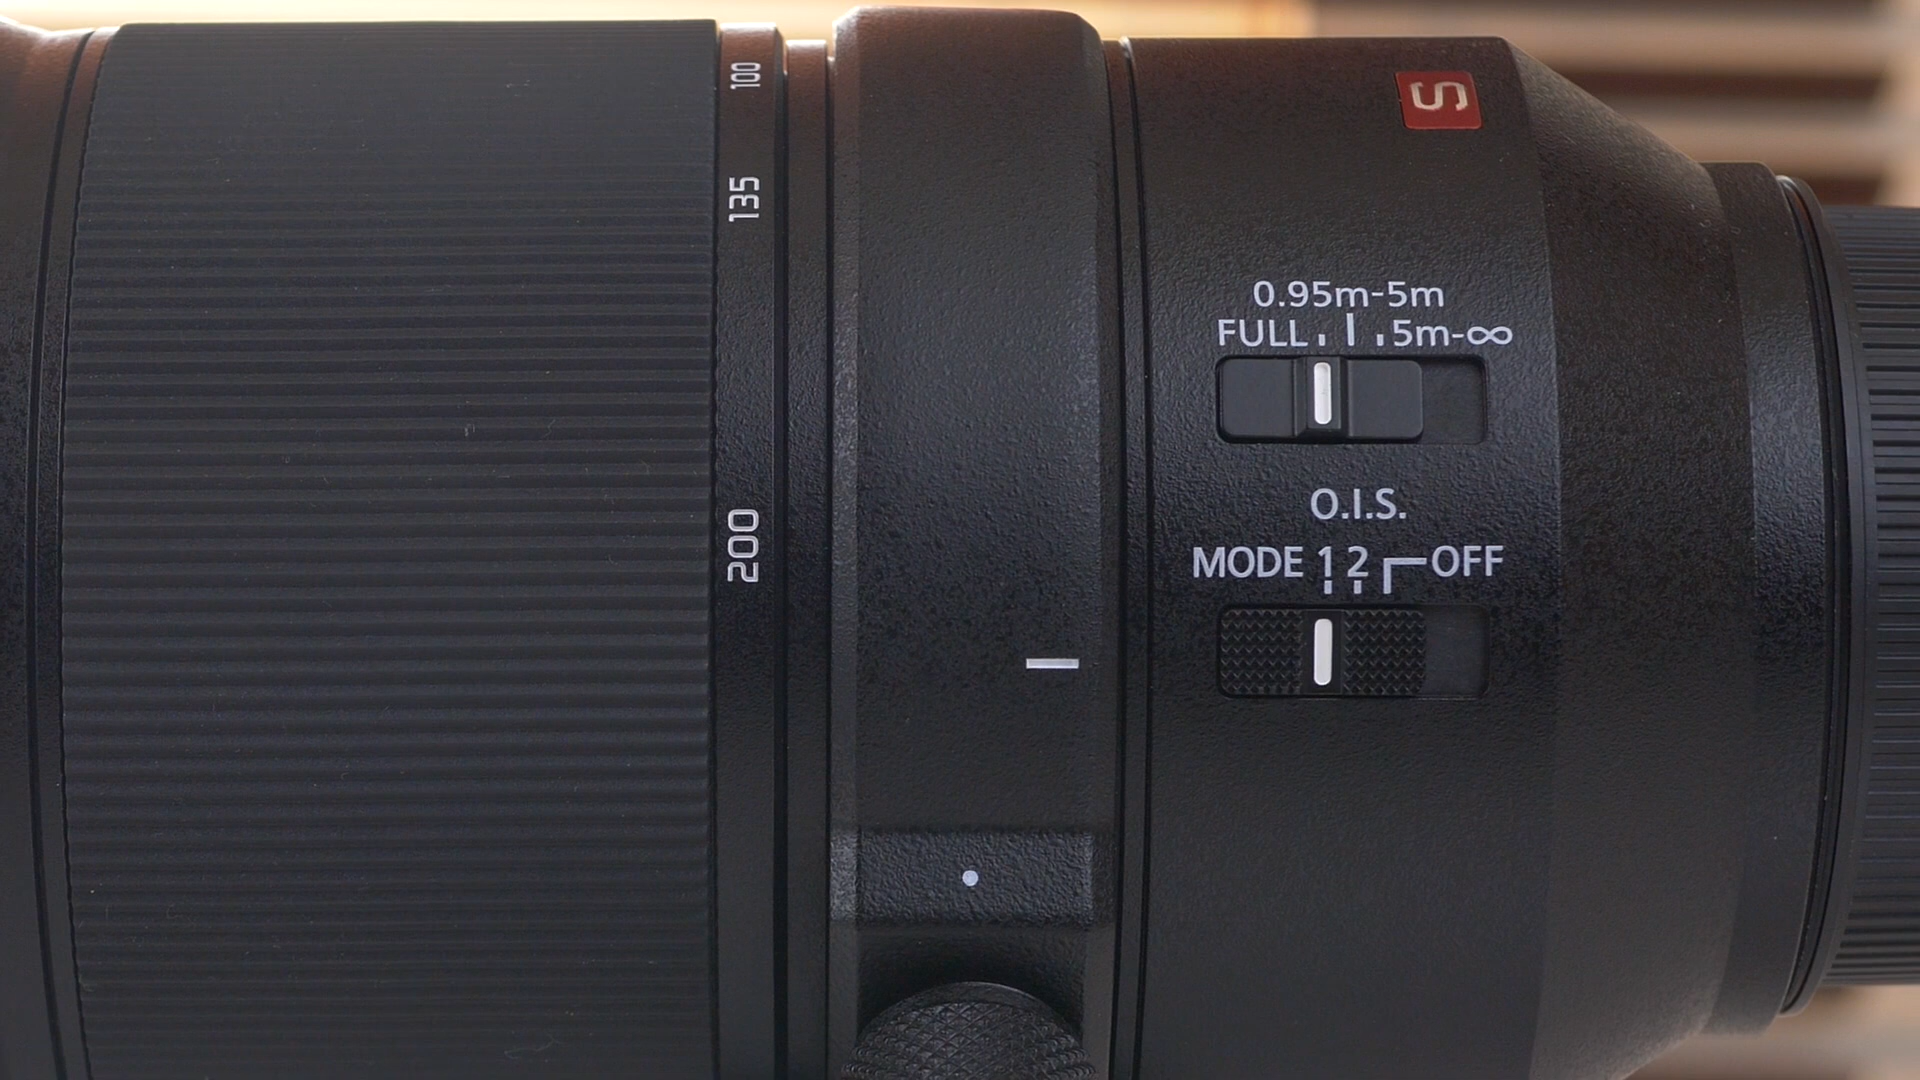 100
135
200
S
0.95m-5m
FULL 5m-∞
O.I.S.
MODE 1 2 OFF